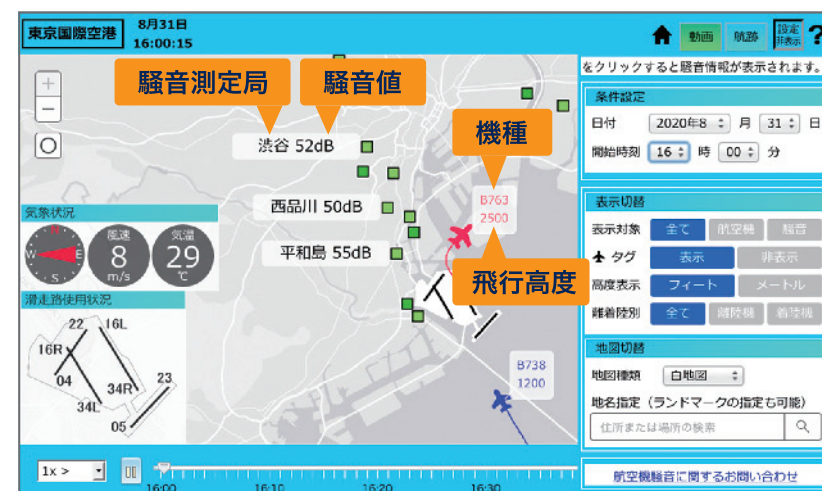 東京国際空港
8月31日
16:00:15
動画
航跡
設定
非表示
?
をクリックすると騒音情報が表示されます。
騒音測定局
騒音値
機種
飛行高度
渋谷 52dB
西品川 50dB
平和島 55dB
B763
2500
B738
1200
気象状況
N
W
E
S
風速
8
m/s
気温
29
℃
滑走路使用状況
22
16L
16R
04
34R
23
34L
05
条件設定
日付
2020年8
月
31
日
開始時刻
16
時
00
分
表示切替
表示対象
全て
航空機
騒音
タグ
表示
非表示
高度表示
フィート
メートル
離着陸別
全て
離陸機
着陸機
地図切替
地図種類
白地図
地名指定（ランドマークの指定も可能）
住所または場所の検索
航空機騒音に関するお問い合わせ
1x >
16:00
16:10
16:20
16:30